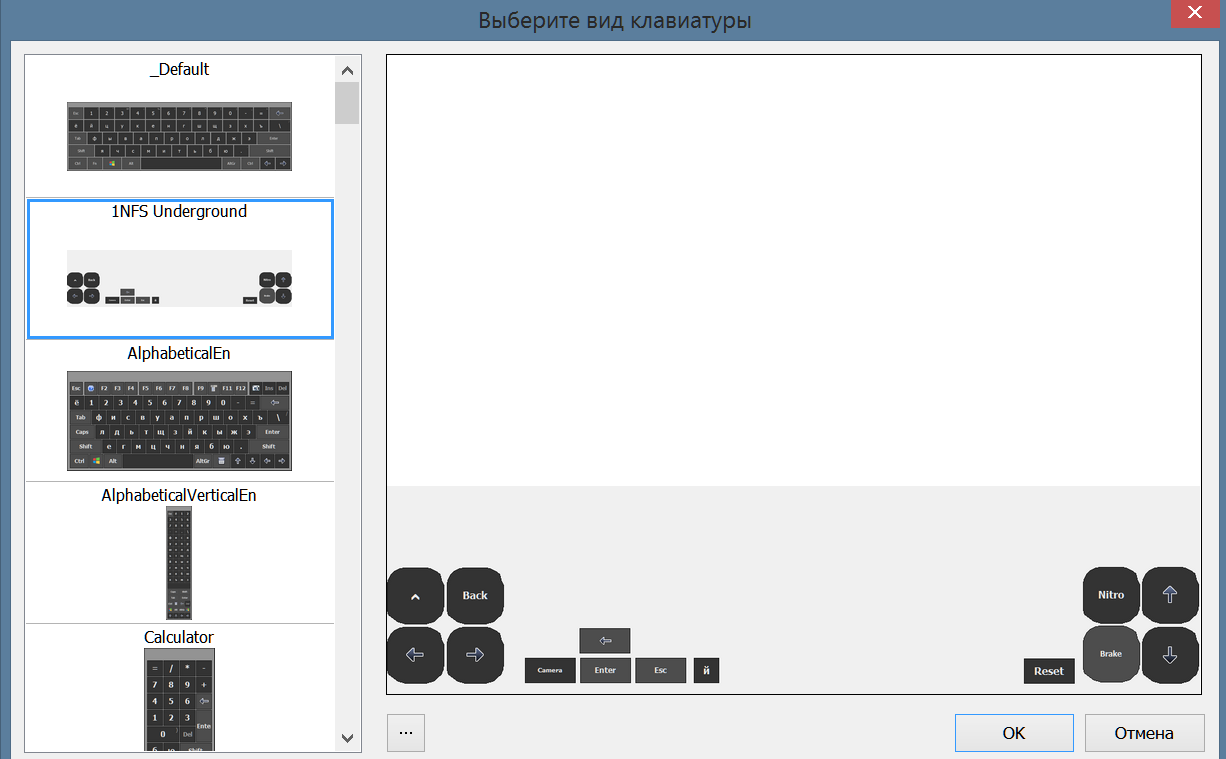 Выберите вид клавиатуры
_Default
1NFS Underground
AlphabeticalEn
Esc F2 F3 F4 F5 F6 F7 F8 F9 F11 F12 Ins Del
ё 1 2 3 4 5 6 7 8 9 0 - =
Tab ф и с в у а п р ш о х ъ \
Caps л д ь т щ з й к ы ж э Enter
Shift е г м ц ч н я б ю . Shift
Ctrl Alt AltGr
AlphabeticalVerticalEn
Calculator
= / * -
7 8 9 +
4 5 6
1 2 3
0 Del Ente
^ Back
Camera Enter Esc й
Nitro
Brake
Reset
...
OK
Отмена